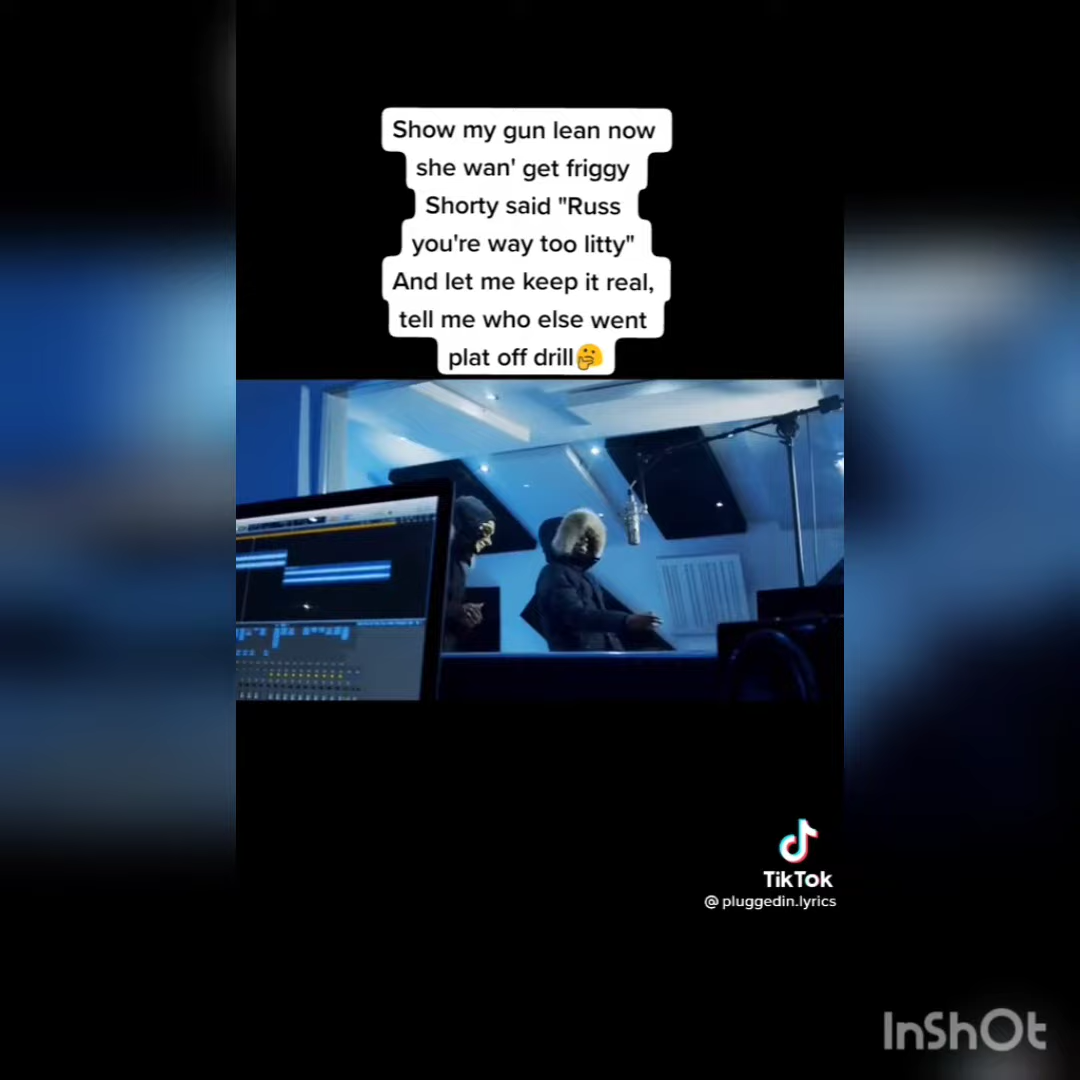 Show my gun lean now
she wan' get friggy
Shorty said "Russ
you're way too litty"
And let me keep it real,
tell me who else went
plat off drill🤔
TikTok
@ pluggedin.lyrics
InShOt